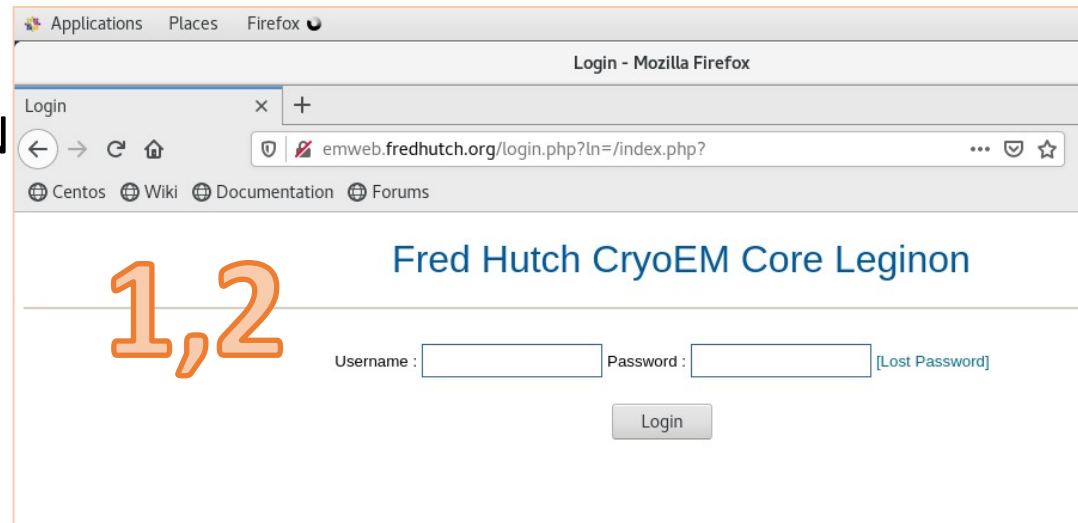 Applications Places Firefox
Login - Mozilla Firefox
Login × +
emweb.fredhutch.org/login.php?ln=/index.php? •••
Centos Wiki Documentation Forums
Fred Hutch CryoEM Core Leginon
1,2
Username : Password : [Lost Password]
Login